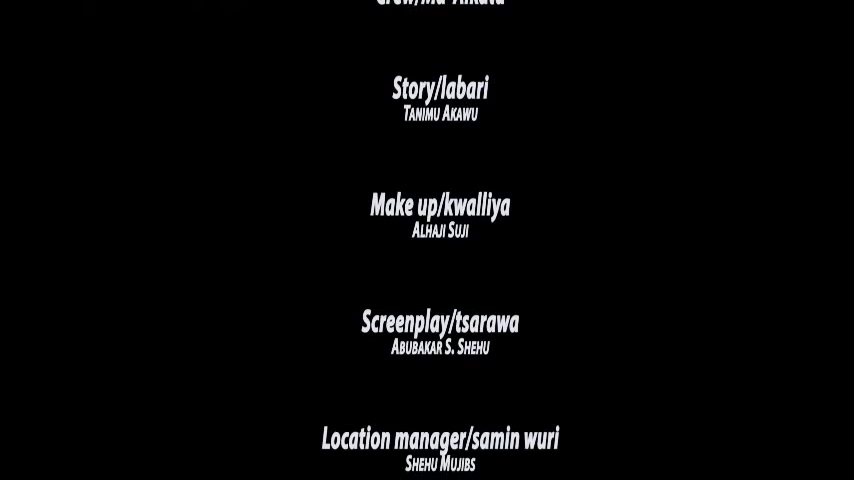 Story/labari
TANIMU AKAWU
Make up/kwalliya
ALHAJI SUJI
Screenplay/tsarawa
ABUBAKAR S. SHEHU
Location manager/samin wuri
SHEHU MUJIBS